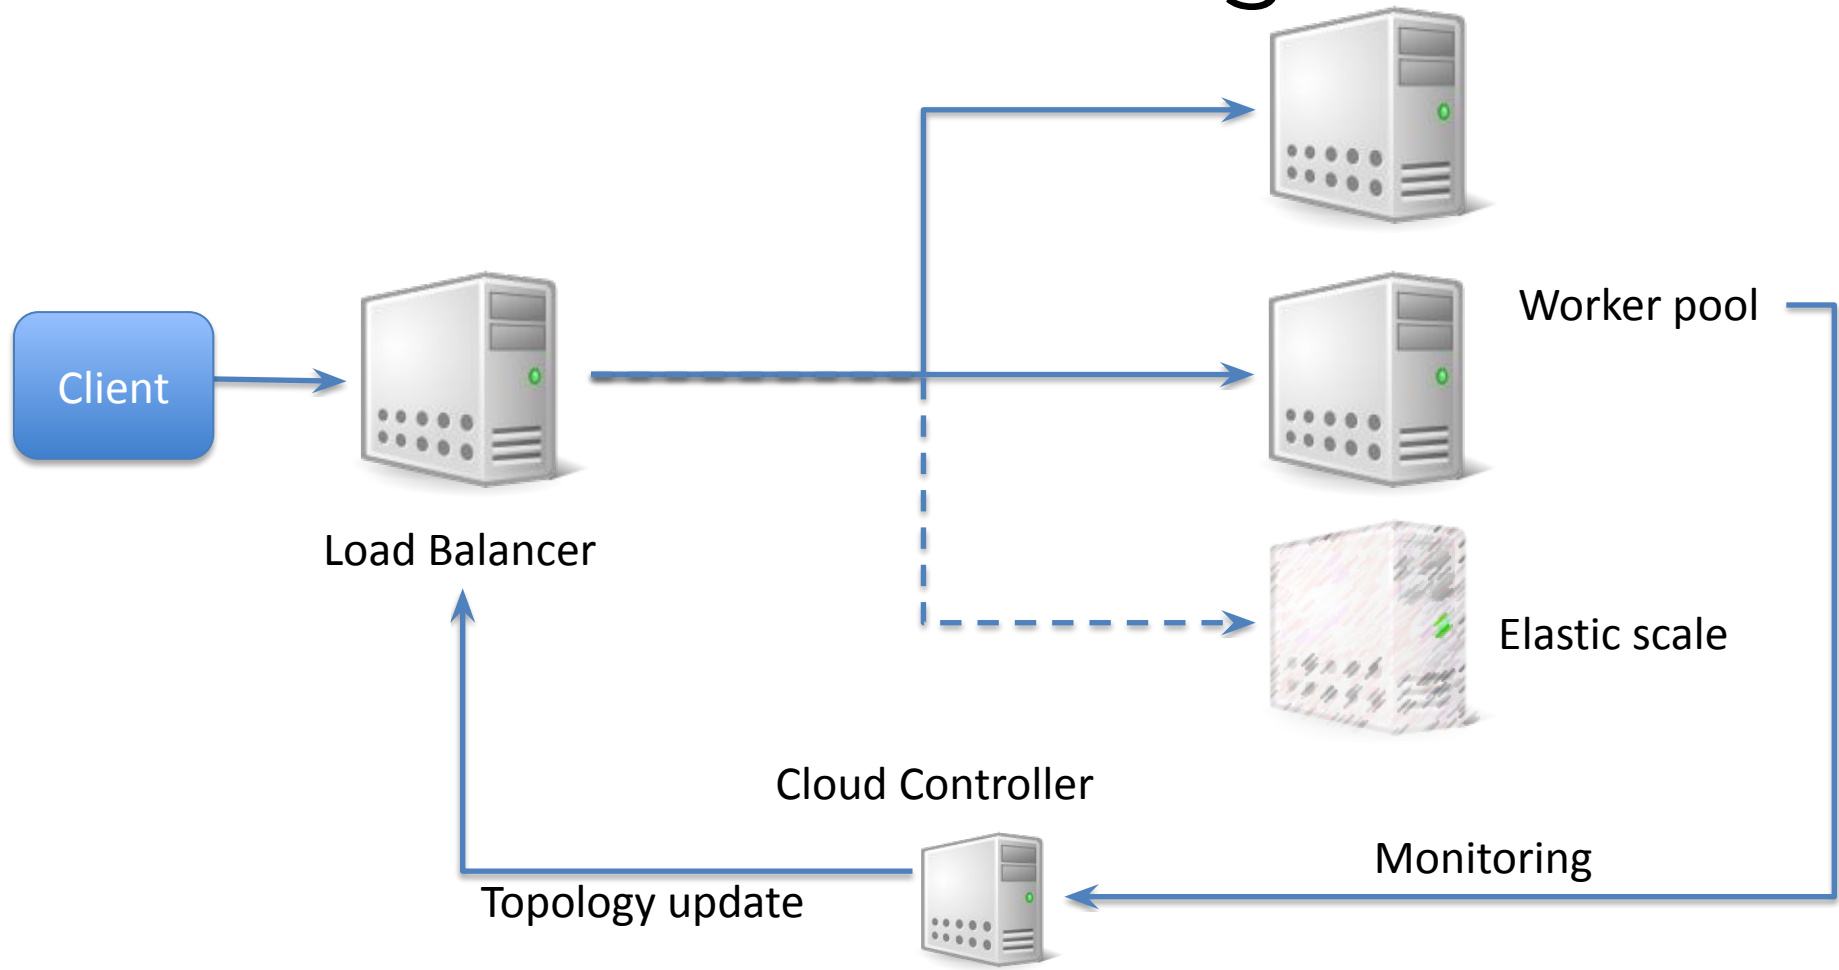 Worker pool
Client
Load Balancer
Elastic scale
Cloud Controller
Monitoring
Topology update